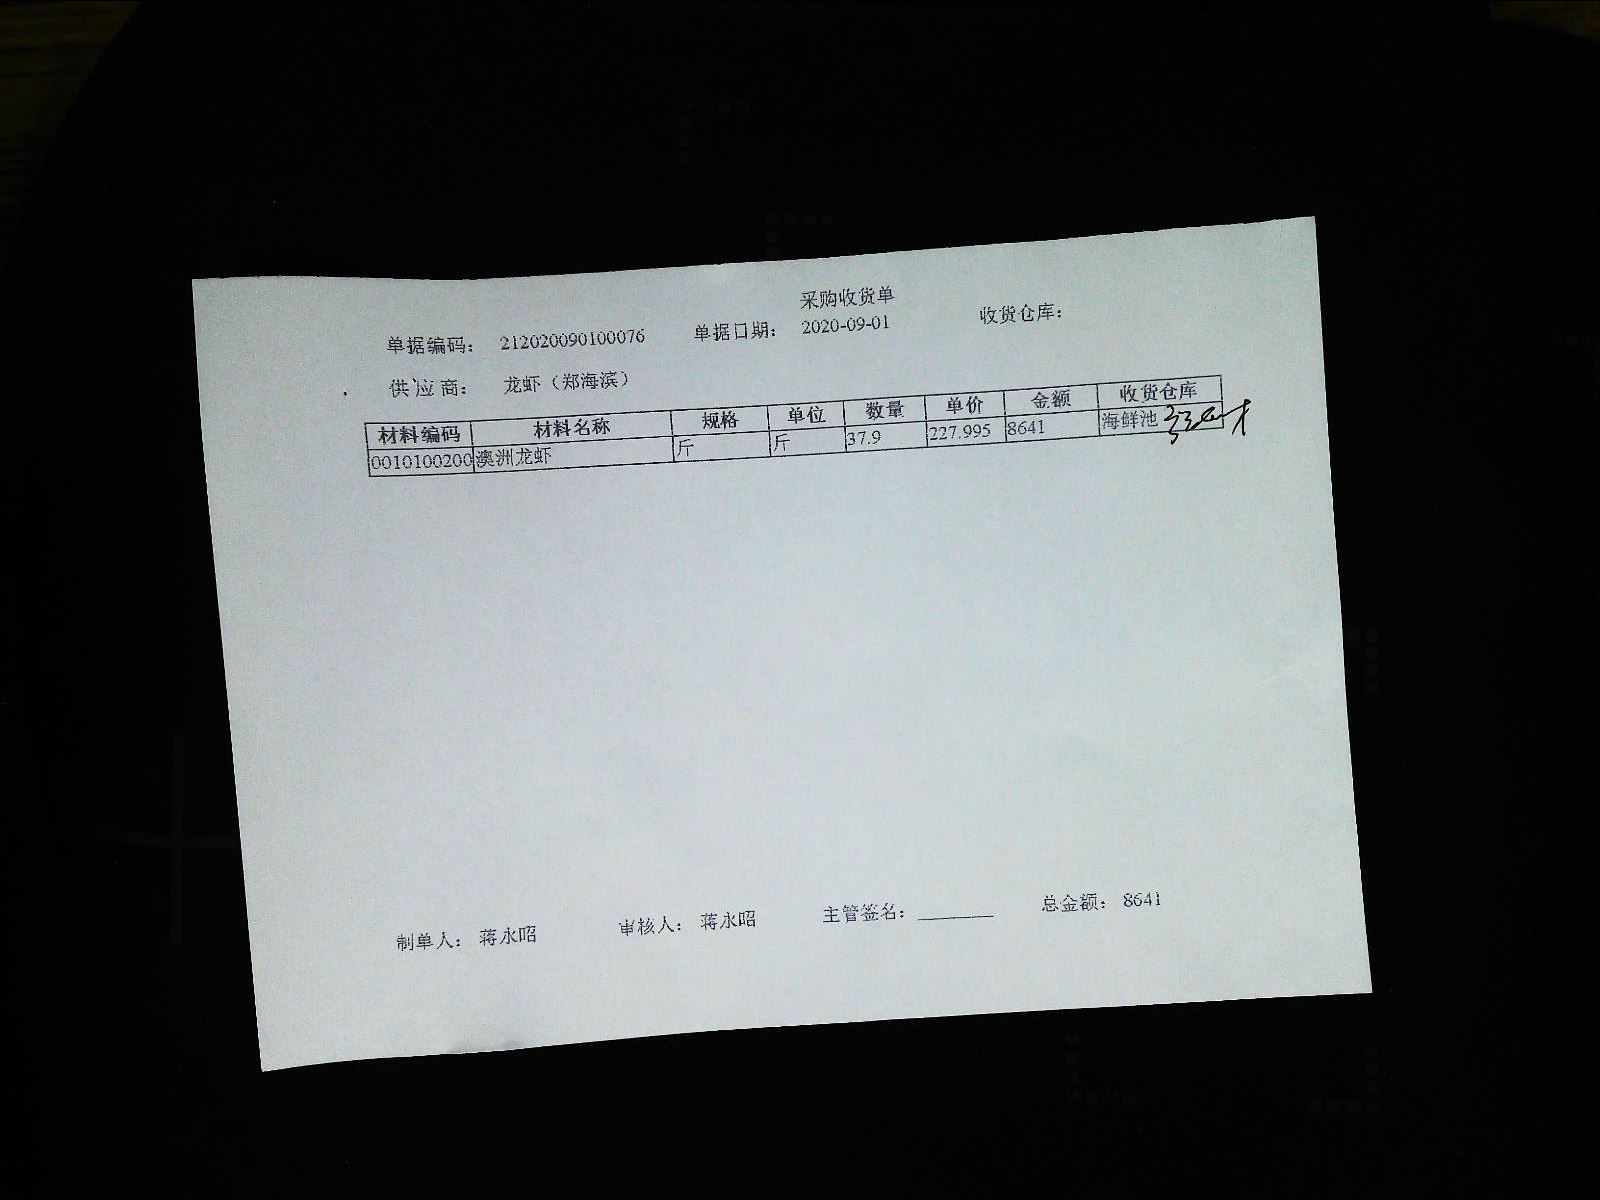 采购收货单
单据编码： 212020090100076 单据日期： 2020-09-01 收货仓库：
供应商： 龙虾（郑海滨）
材料编码 材料名称 规格 单位 数量 单价 金额 收货仓库
0010100200 澳洲龙虾 斤 斤 37.9 227.995 8641 海鲜池
制单人： 蒋永昭 审核人： 蒋永昭 主管签名： 总金额： 8641